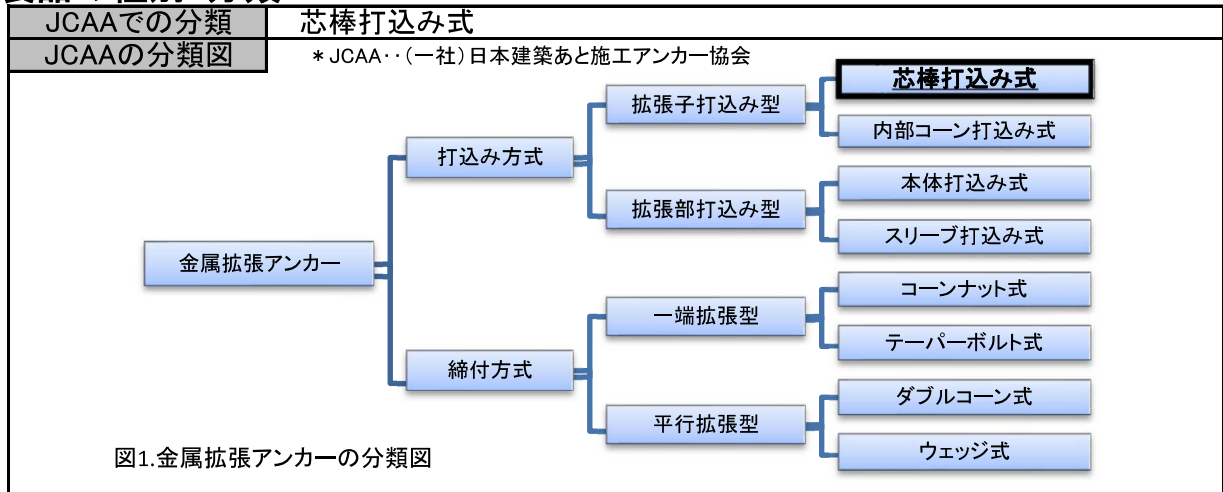 JCAAでの分類 芯棒打込み式
JCAAの分類図 *JCAA‥(一社)日本建築あと施工アンカー協会
芯棒打込み式
拡張子打込み型
内部コーン打込み式
打込み方式
本体打込み式
拡張部打込み型
スリーブ打込み式
金属拡張アンカー
コーンナット式
一端拡張型
テーパーボルト式
締付方式
ダブルコーン式
平行拡張型
ウェッジ式
図1.金属拡張アンカーの分類図